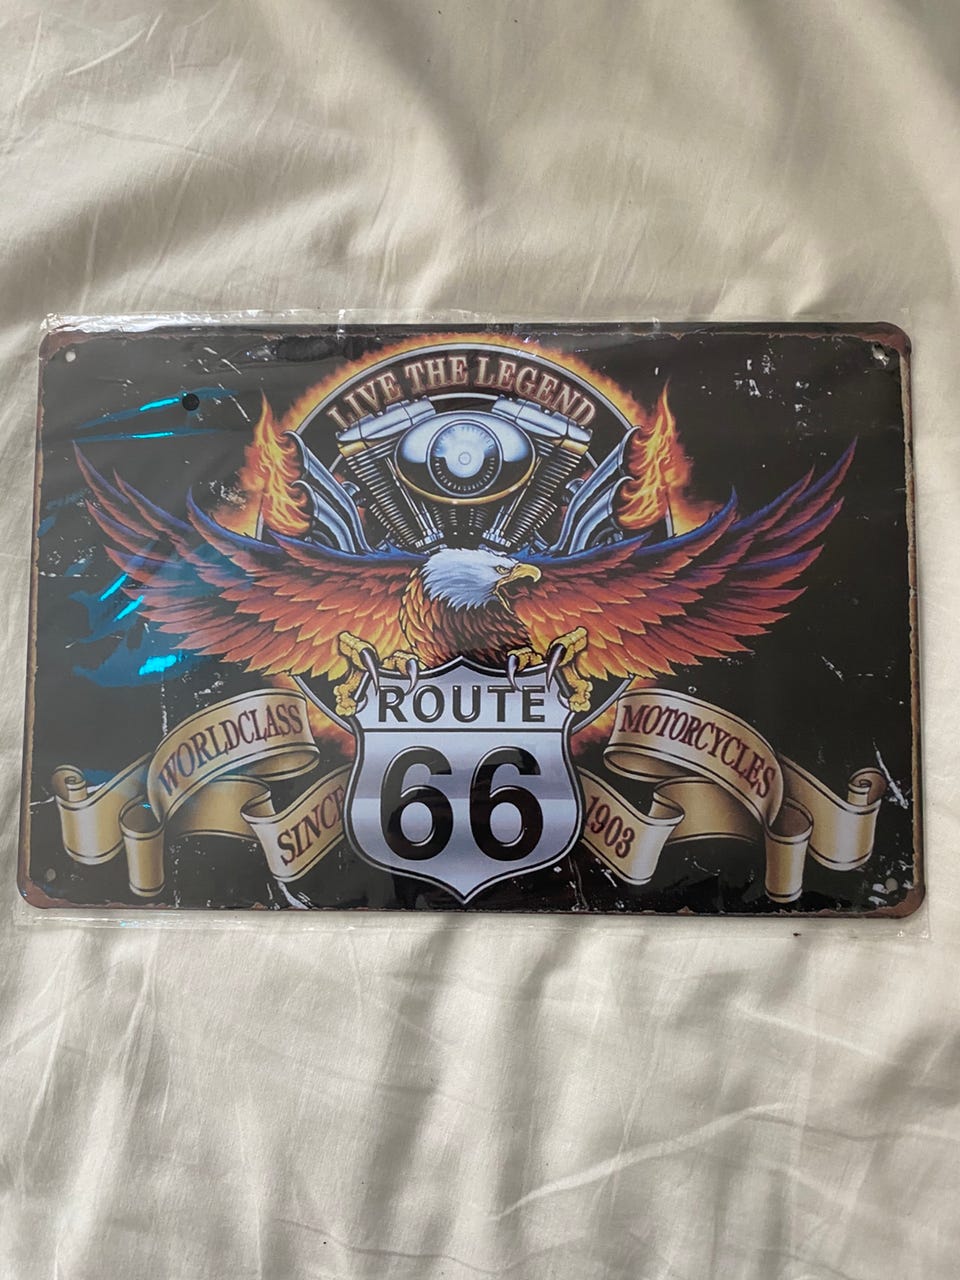 LIVE THE LEGEND
ROUTE
66
WORLDCLASS
MOTORCYCLES
SINCE
1903